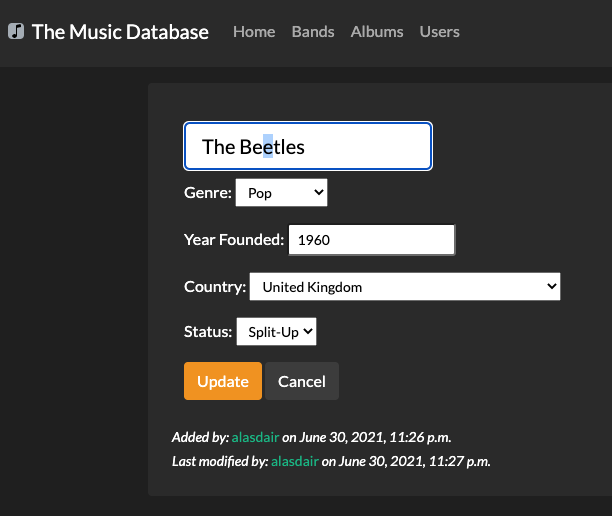 The Music Database Home Bands Albums Users
The Beetles
Genre: Pop
Year Founded: 1960
Country: United Kingdom
Status: Split-Up
Update Cancel
Added by: alasdair on June 30, 2021, 11:26 p.m.
Last modified by: alasdair on June 30, 2021, 11:27 p.m.